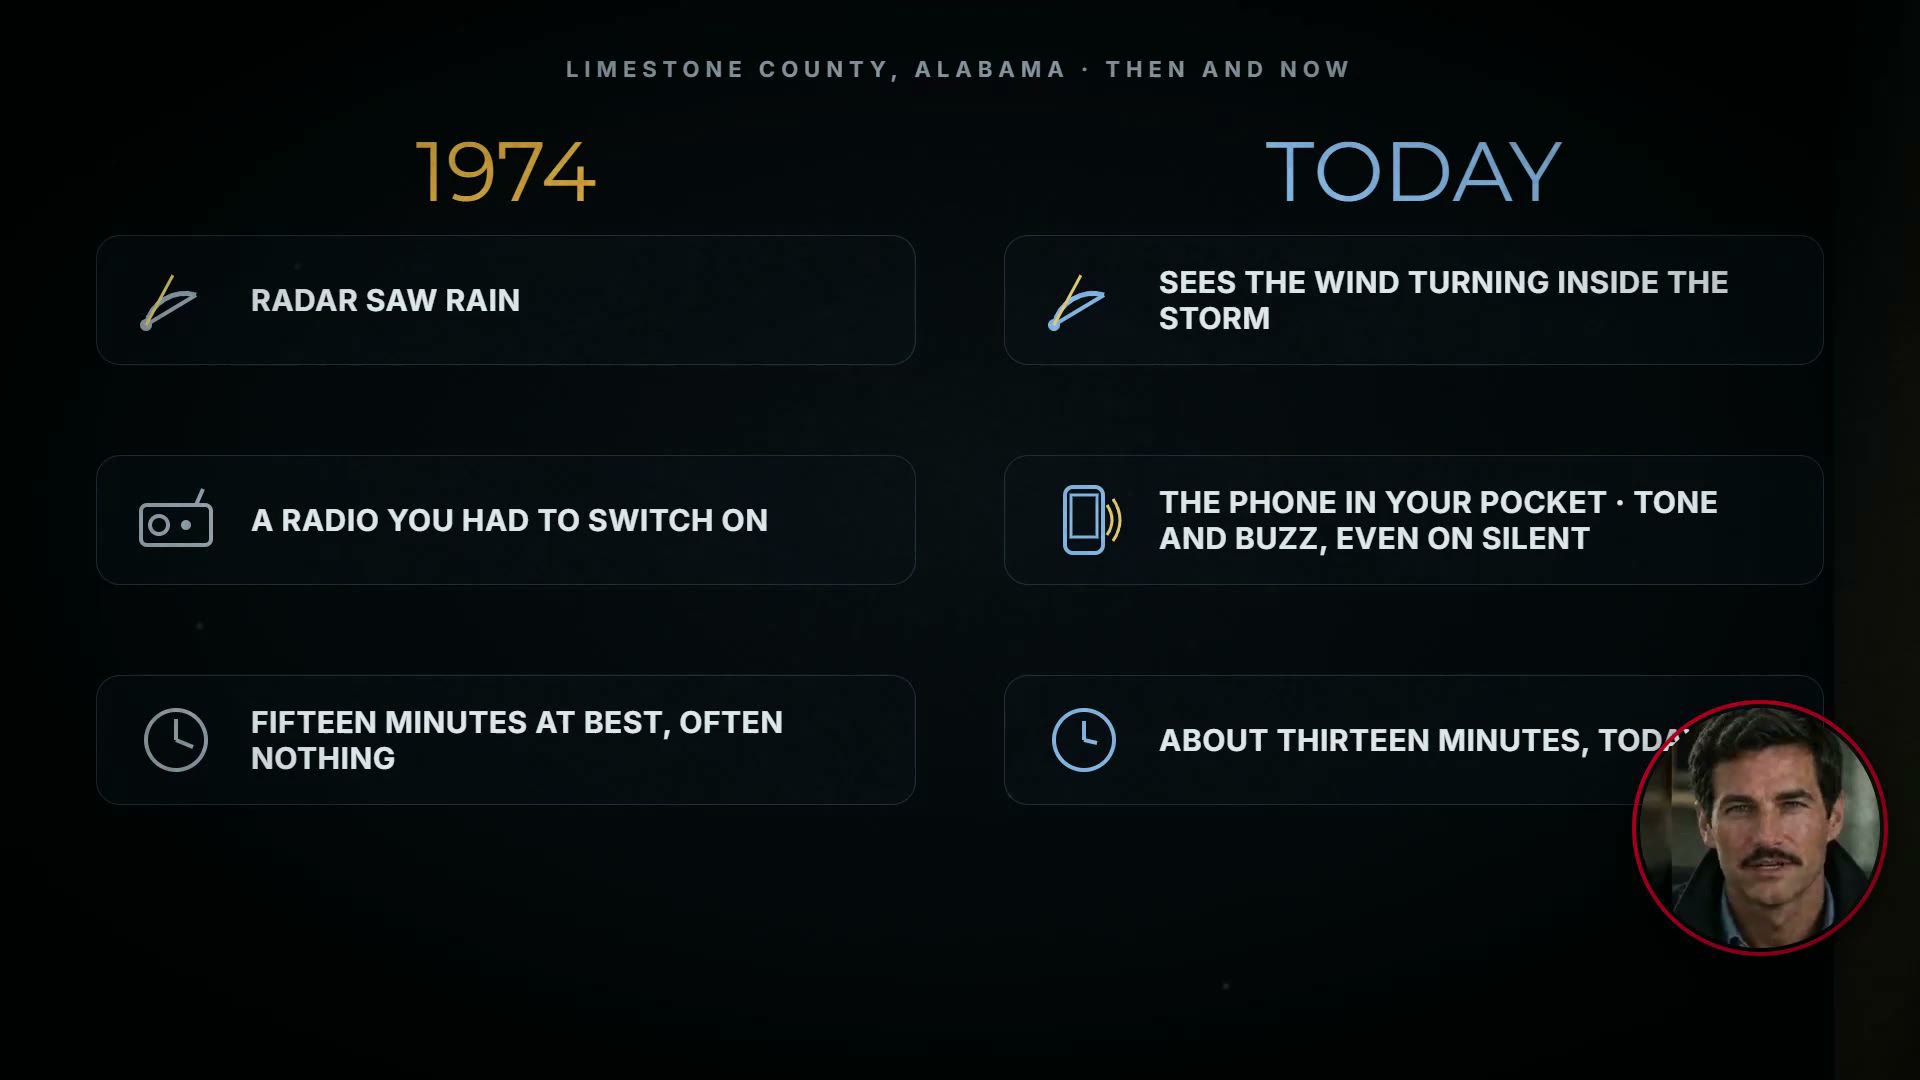 LIMESTONE COUNTY, ALABAMA · THEN AND NOW
1974
RADAR SAW RAIN
A RADIO YOU HAD TO SWITCH ON
FIFTEEN MINUTES AT BEST, OFTEN
NOTHING
TODAY
SEES THE WIND TURNING INSIDE THE
STORM
THE PHONE IN YOUR POCKET · TONE
AND BUZZ, EVEN ON SILENT
ABOUT THIRTEEN MINUTES,